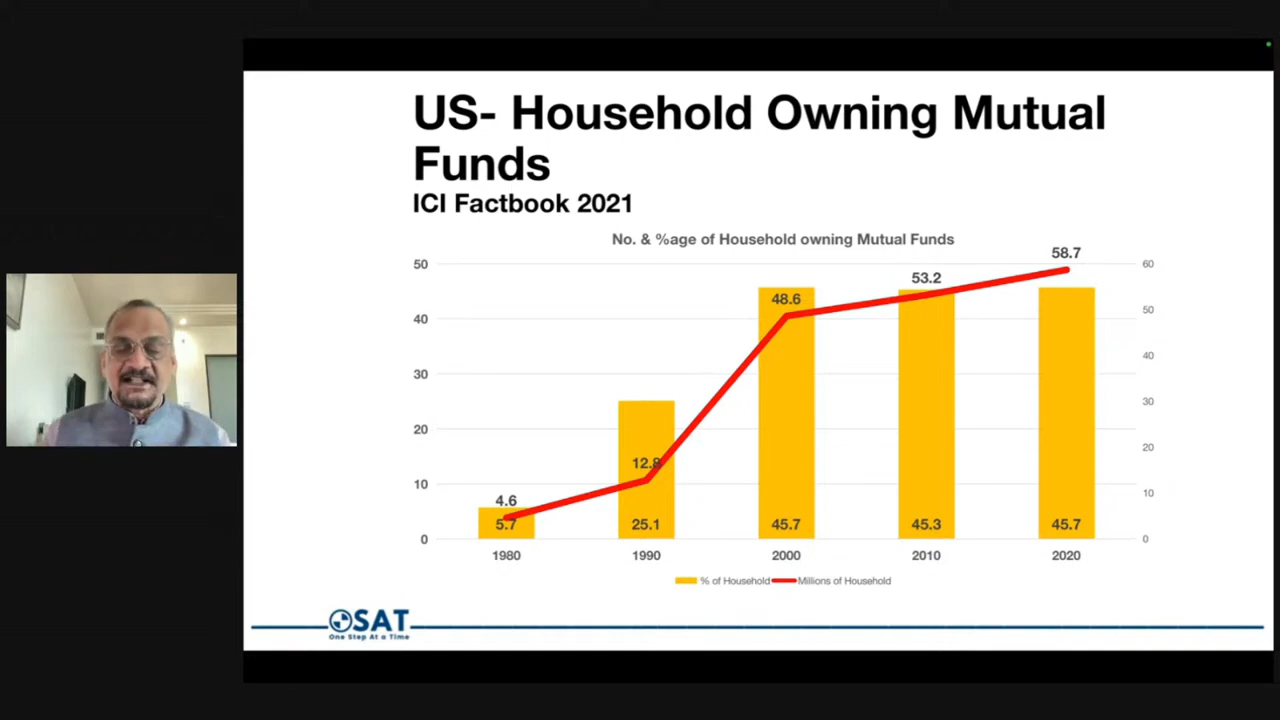 US- Household Owning Mutual
Funds
ICI Factbook 2021
No. & %age of Household owning Mutual Funds
50
40
30
20
10
0
60
50
40
30
20
10
0
4.6
12.8
48.6
53.2
58.7
5.7
25.1
45.7
45.3
45.7
1980 1990 2000 2010 2020
% of Household Millions of Household
OSAT
One Step At a Time